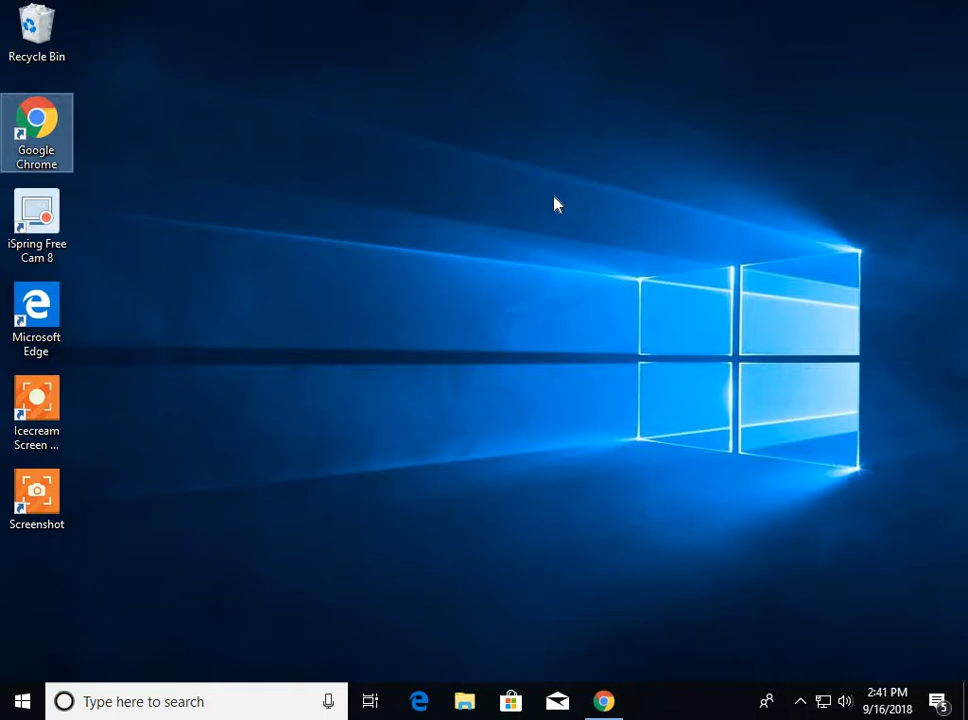 Recycle Bin
Google
Chrome
iSpring Free
Cam 8
Microsoft
Edge
Icecream
Screen ...
Screenshot
Type here to search
2:41 PM
9/16/2018
5